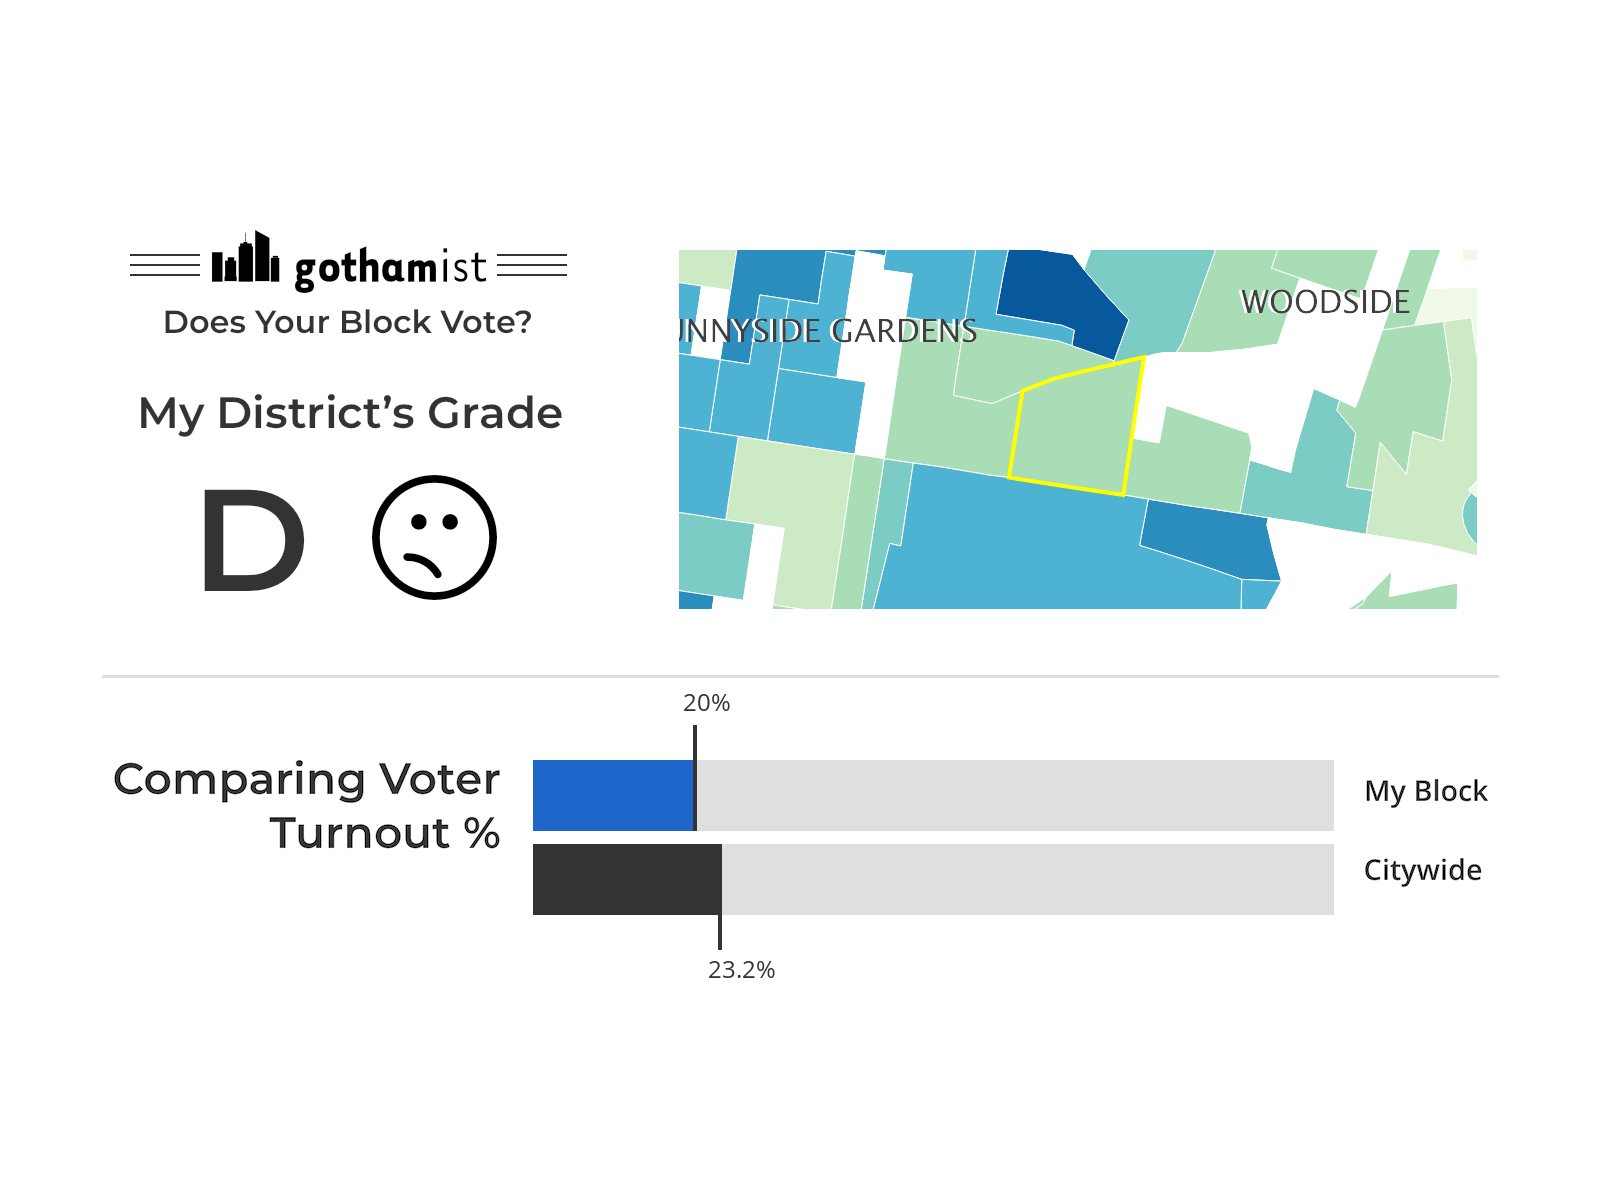 gothamist
Does Your Block Vote?
My District's Grade
D
UNNYSIDE GARDENS
WOODSIDE
20%
Comparing Voter
Turnout %
My Block
Citywide
23.2%